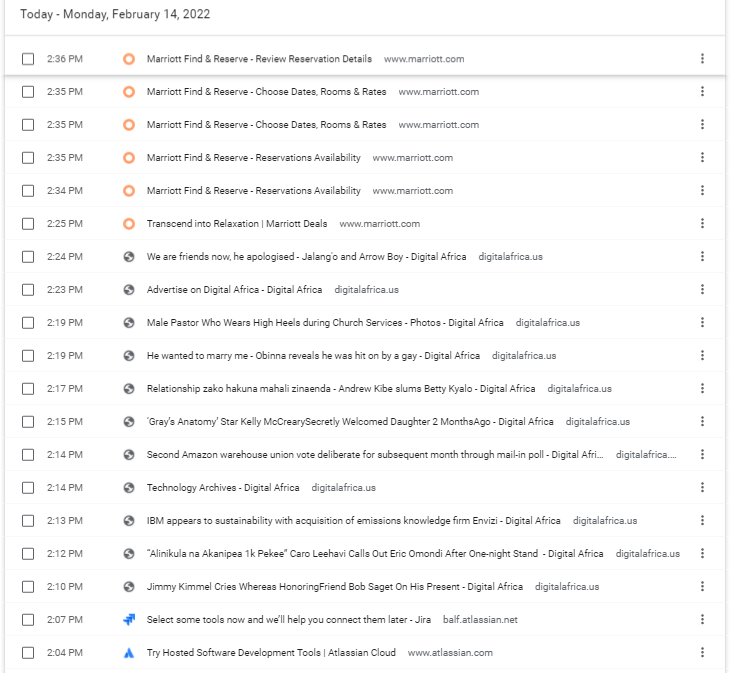 Today - Monday, February 14, 2022
2:36 PM Marriott Find & Reserve - Review Reservation Details www.marriott.com
2:35 PM Marriott Find & Reserve - Choose Dates, Rooms & Rates www.marriott.com
2:35 PM Marriott Find & Reserve - Choose Dates, Rooms & Rates www.marriott.com
2:35 PM Marriott Find & Reserve - Reservations Availability www.marriott.com
2:34 PM Marriott Find & Reserve - Reservations Availability www.marriott.com
2:25 PM Transcend into Relaxation | Marriott Deals www.marriott.com
2:24 PM We are friends now, he apologised - Jalang'o and Arrow Boy - Digital Africa digitalafrica.us
2:23 PM Advertise on Digital Africa - Digital Africa digitalafrica.us
2:19 PM Male Pastor Who Wears High Heels during Church Services - Photos - Digital Africa digitalafrica.us
2:19 PM He wanted to marry me - Obinna reveals he was hit on by a gay - Digital Africa digitalafrica.us
2:17 PM Relationship zako hakuna mahali zinaenda - Andrew Kibe slums Betty Kyalo - Digital Africa digitalafrica.us
2:15 PM 'Gray's Anatomy' Star Kelly McCrearySecretly Welcomed Daughter 2 MonthsAgo - Digital Africa digitalafrica.us
2:14 PM Second Amazon warehouse union vote deliberate for subsequent month through mail-in poll - Digital Afri... digitalafrica....
2:14 PM Technology Archives - Digital Africa digitalafrica.us
2:13 PM IBM appears to sustainability with acquisition of emissions knowledge firm Envizi - Digital Africa digitalafrica.us
2:12 PM "Alinikula na Akanipea 1k Pekee" Caro Leehavi Calls Out Eric Omondi After One-night Stand - Digital Africa digitalafrica.us
2:10 PM Jimmy Kimmel Cries Whereas HonoringFriend Bob Saget On His Present - Digital Africa digitalafrica.us
2:07 PM Select some tools now and we'll help you connect them later - Jira balf.atlassian.net
2:04 PM Try Hosted Software Development Tools | Atlassian Cloud www.atlassian.com